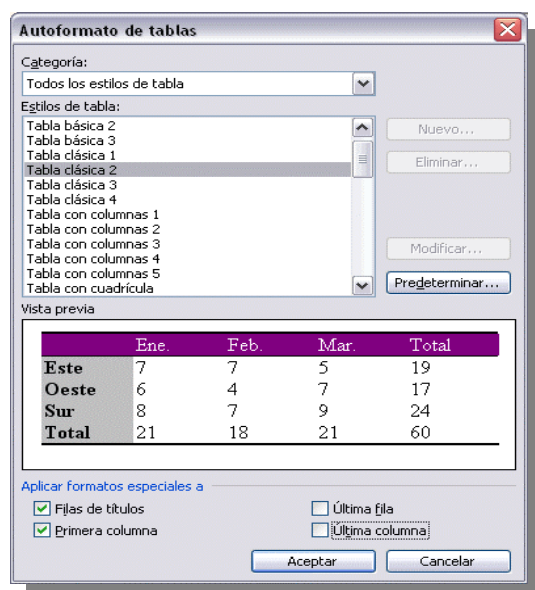 Autoformato de tablas
Categoría:
Todos los estilos de tabla
Estilos de tabla:
Tabla básica 2
Tabla básica 3
Tabla clásica 1
Tabla clásica 2
Tabla clásica 3
Tabla clásica 4
Tabla con columnas 1
Tabla con columnas 2
Tabla con columnas 3
Tabla con columnas 4
Tabla con columnas 5
Tabla con cuadrícula
Nuevo...
Eliminar...
Modificar...
Predeterminar...
Vista previa
Ene. Feb. Mar. Total
Este 7 7 5 19
Oeste 6 4 7 17
Sur 8 7 9 24
Total 21 18 21 60
Aplicar formatos especiales a
Filas de títulos
Última fila
Primera columna
Última columna
Aceptar
Cancelar